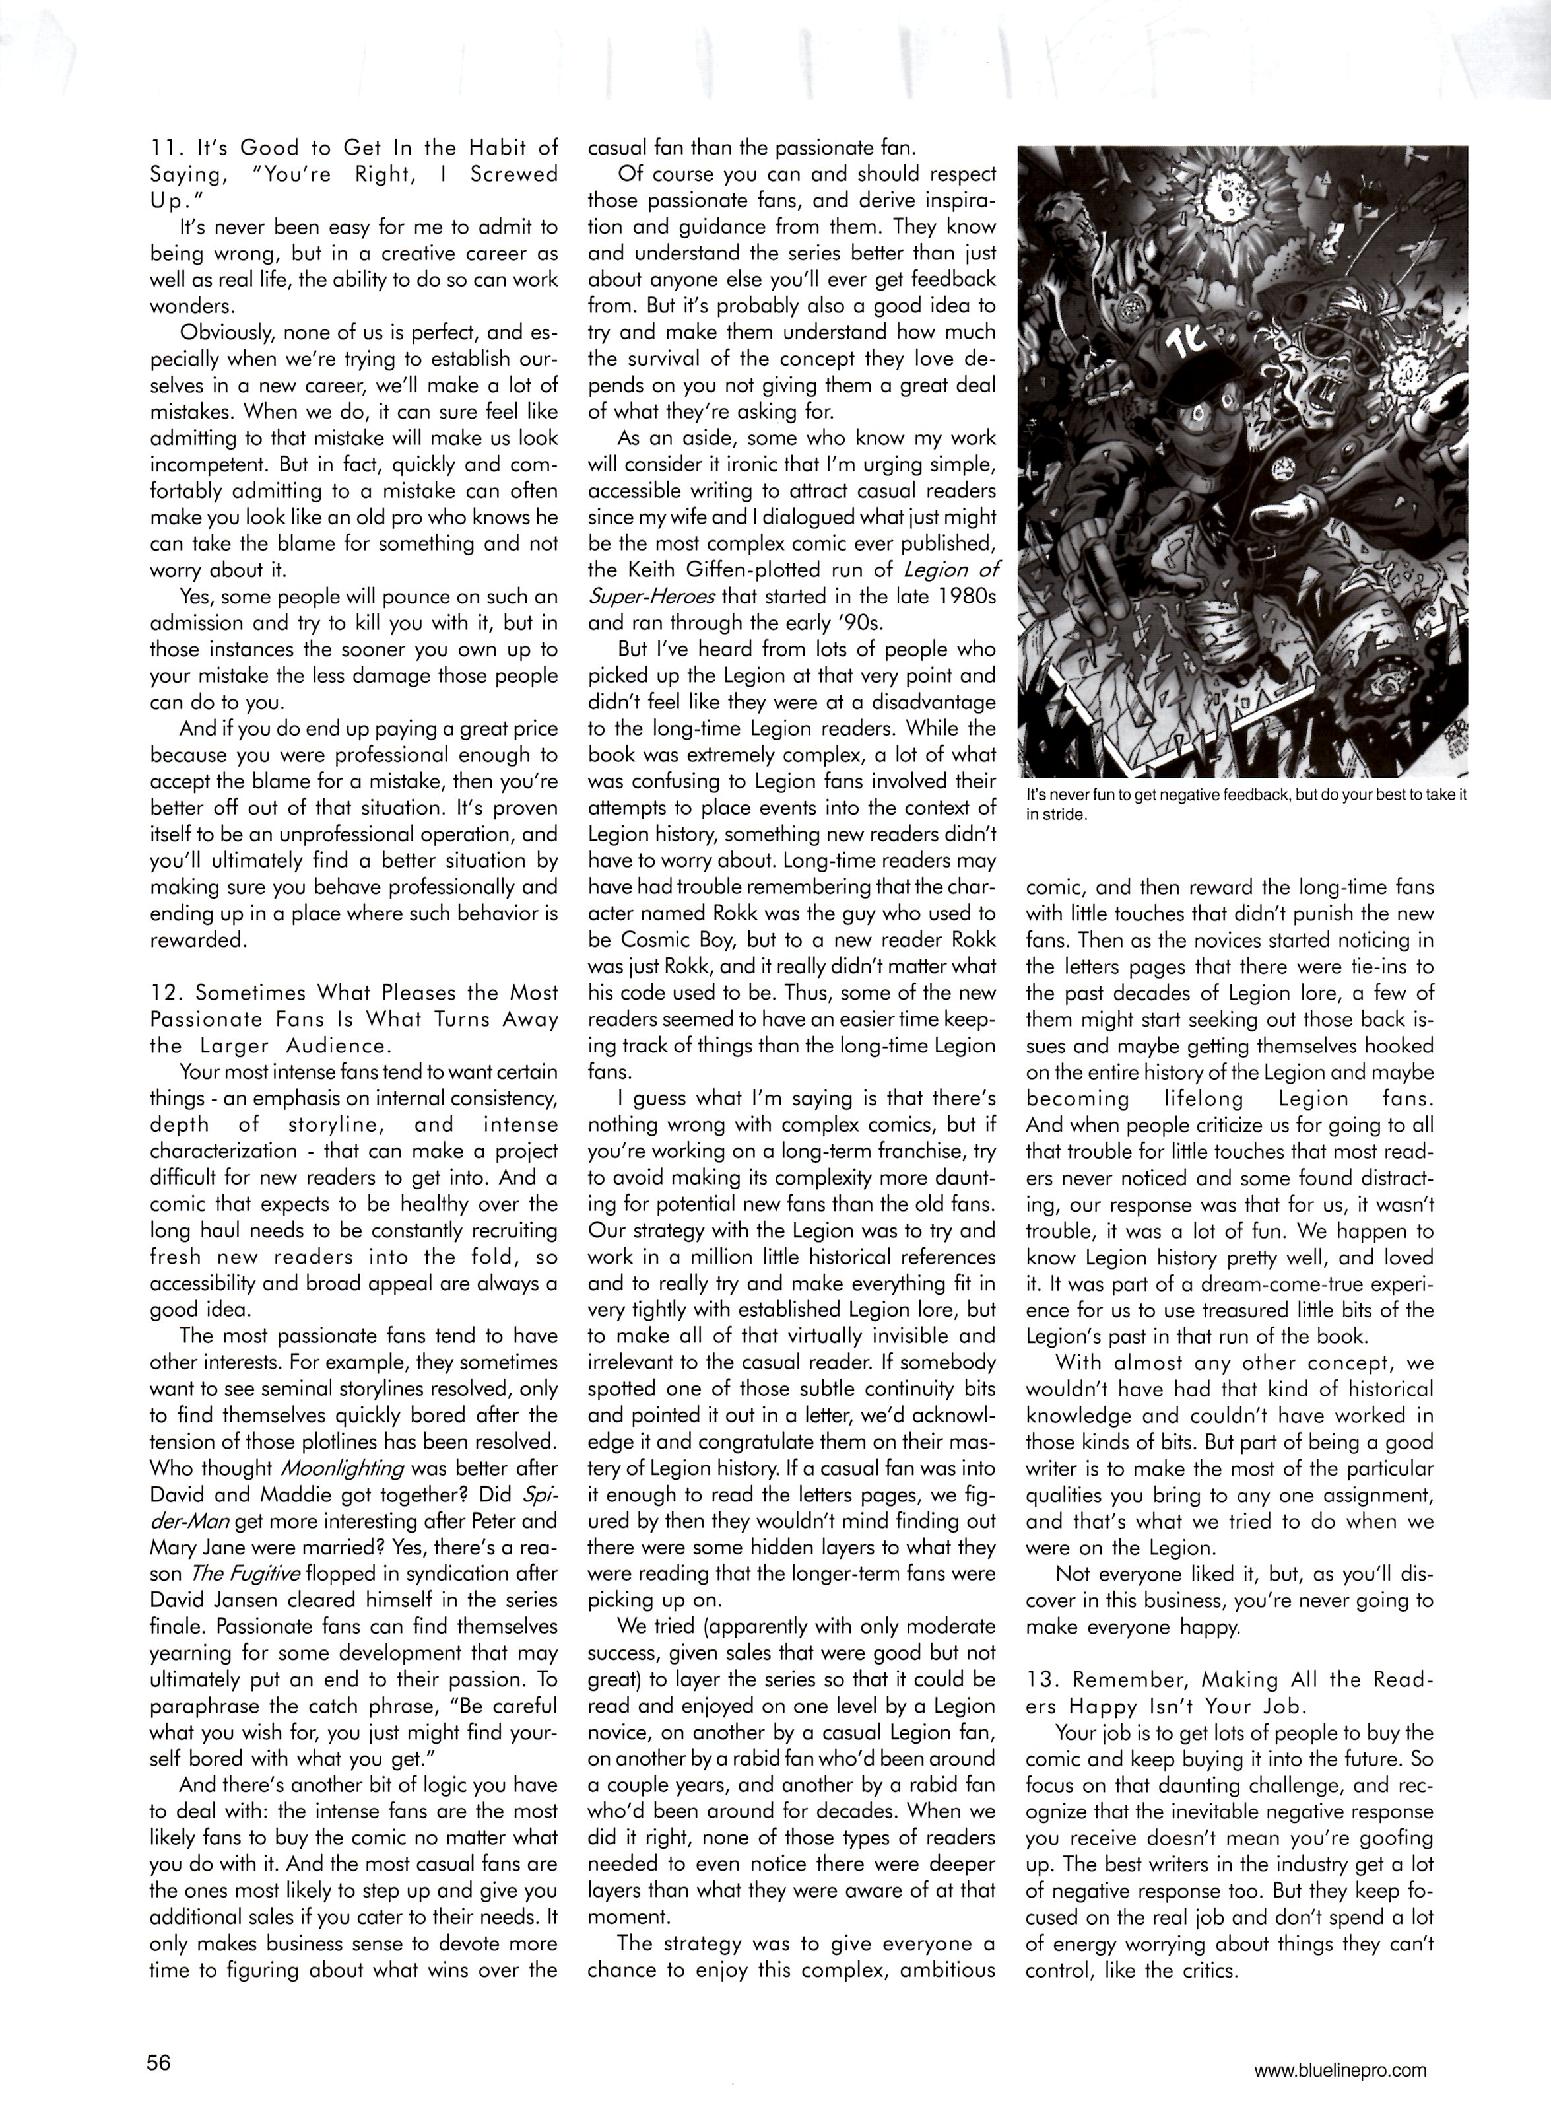 11. It's Good to Get In the Habit of
Saying, "You're Right, I Screwed
Up."
It's never been easy for me to admit to
being wrong, but in a creative career as
well as real life, the ability to do so can work
wonders.
Obviously, none of us is perfect, and es-
pecially when we're trying to establish our-
selves in a new career, we'll make a lot of
mistakes. When we do, it can sure feel like
admitting to that mistake will make us look
incompetent. But in fact, quickly and com-
fortably admitting to a mistake can often
make you look like an old pro who knows he
can take the blame for something and not
worry about it.
Yes, some people will pounce on such an
admission and try to kill you with it, but in
those instances the sooner you own up to
your mistake the less damage those people
can do to you.
And if you do end up paying a great price
because you were professional enough to
accept the blame for a mistake, then you're
better off out of that situation. It's proven
itself to be an unprofessional operation, and
you'll ultimately find a better situation by
making sure you behave professionally and
ending up in a place where such behavior is
rewarded.
12. Sometimes What Pleases the Most
Passionate Fans Is What Turns Away
the Larger Audience.
Your most intense fans tend to want certain
things - an emphasis on internal consistency,
depth of storyline, and intense
characterization - that can make a project
difficult for new readers to get into. And a
comic that expects to be healthy over the
long haul needs to be constantly recruiting
fresh new readers into the fold, so
accessibility and broad appeal are always a
good idea.
The most passionate fans tend to have
other interests. For example, they sometimes
want to see seminal storylines resolved, only
to find themselves quickly bored after the
tension of those plotlines has been resolved.
Who thought Moonlighting was better after
David and Maddie got together? Did Spi-
der-Man get more interesting after Peter and
Mary Jane were married? Yes, there's a rea-
son The Fugitive flopped in syndication after
David Jansen cleared himself in the series
finale. Passionate fans can find themselves
yearning for some development that may
ultimately put an end to their passion. To
paraphrase the catch phrase, "Be careful
what you wish for, you just might find your-
self bored with what you get."
And there's another bit of logic you have
to deal with: the intense fans are the most
likely fans to buy the comic no matter what
you do with it. And the most casual fans are
the ones most likely to step up and give you
additional sales if you cater to their needs. It
only makes business sense to devote more
time to figuring about what wins over the
casual fan than the passionate fan.
Of course you can and should respect
those passionate fans, and derive inspira-
tion and guidance from them. They know
and understand the series better than just
about anyone else you'll ever get feedback
from. But it's probably also a good idea to
try and make them understand how much
the survival of the concept they love de-
pends on you not giving them a great deal
of what they're asking for.
As an aside, some who know my work
will consider it ironic that I'm urging simple,
accessible writing to attract casual readers
since my wife and I dialogued what just might
be the most complex comic ever published,
the Keith Giffen-plotted run of Legion of
Super-Heroes that started in the late 1980s
and ran through the early '90s.
But I've heard from lots of people who
picked up the Legion at that very point and
didn't feel like they were at a disadvantage
to the long-time Legion readers. While the
book was extremely complex, a lot of what
was confusing to Legion fans involved their
attempts to place events into the context of
Legion history, something new readers didn't
have to worry about. Long-time readers may
have had trouble remembering that the char-
acter named Rokk was the guy who used to
be Cosmic Boy, but to a new reader Rokk
was just Rokk, and it really didn't matter what
his code used to be. Thus, some of the new
readers seemed to have an easier time keep-
ing track of things than the long-time Legion
fans.
I guess what I'm saying is that there's
nothing wrong with complex comics, but if
you're working on a long-term franchise, try
to avoid making its complexity more daunt-
ing for potential new fans than the old fans.
Our strategy with the Legion was to try and
work in a million little historical references
and to really try and make everything fit in
very tightly with established Legion lore, but
to make all of that virtually invisible and
irrelevant to the casual reader. If somebody
spotted one of those subtle continuity bits
and pointed it out in a letter, we'd acknowl-
edge it and congratulate them on their mas-
tery of Legion history. If a casual fan was into
it enough to read the letters pages, we fig-
ured by then they wouldn't mind finding out
there were some hidden layers to what they
were reading that the longer-term fans were
picking up on.
We tried (apparently with only moderate
success, given sales that were good but not
great) to layer the series so that it could be
read and enjoyed on one level by a Legion
novice, on another by a casual Legion fan,
on another by a rabid fan who'd been around
a couple years, and another by a rabid fan
who'd been around for decades. When we
did it right, none of those types of readers
needed to even notice there were deeper
layers than what they were aware of at that
moment.
The strategy was to give everyone a
chance to enjoy this complex, ambitious
TC
It's never fun to get negative feedback, but do your best to take it
in stride.
comic, and then reward the long-time fans
with little touches that didn't punish the new
fans. Then as the novices started noticing in
the letters pages that there were tie-ins to
the past decades of Legion lore, a few of
them might start seeking out those back is-
sues and maybe getting themselves hooked
on the entire history of the Legion and maybe
becoming lifelong Legion fans.
And when people criticize us for going to all
that trouble for little touches that most read-
ers never noticed and some found distract-
ing, our response was that for us, it wasn't
trouble, it was a lot of fun. We happen to
know Legion history pretty well, and loved
it. It was part of a dream-come-true experi-
ence for us to use treasured little bits of the
Legion's past in that run of the book.
With almost any other concept, we
wouldn't have had that kind of historical
knowledge and couldn't have worked in
those kinds of bits. But part of being a good
writer is to make the most of the particular
qualities you bring to any one assignment,
and that's what we tried to do when we
were on the Legion.
Not everyone liked it, but, as you'll dis-
cover in this business, you're never going to
make everyone happy.
13. Remember, Making All the Read-
ers Happy Isn't Your Job.
Your job is to get lots of people to buy the
comic and keep buying it into the future. So
focus on that daunting challenge, and rec-
ognize that the inevitable negative response
you receive doesn't mean you're goofing
up. The best writers in the industry get a lot
of negative response too. But they keep fo-
cused on the real job and don't spend a lot
of energy worrying about things they can't
control, like the critics.
56
www.bluelinepro.com